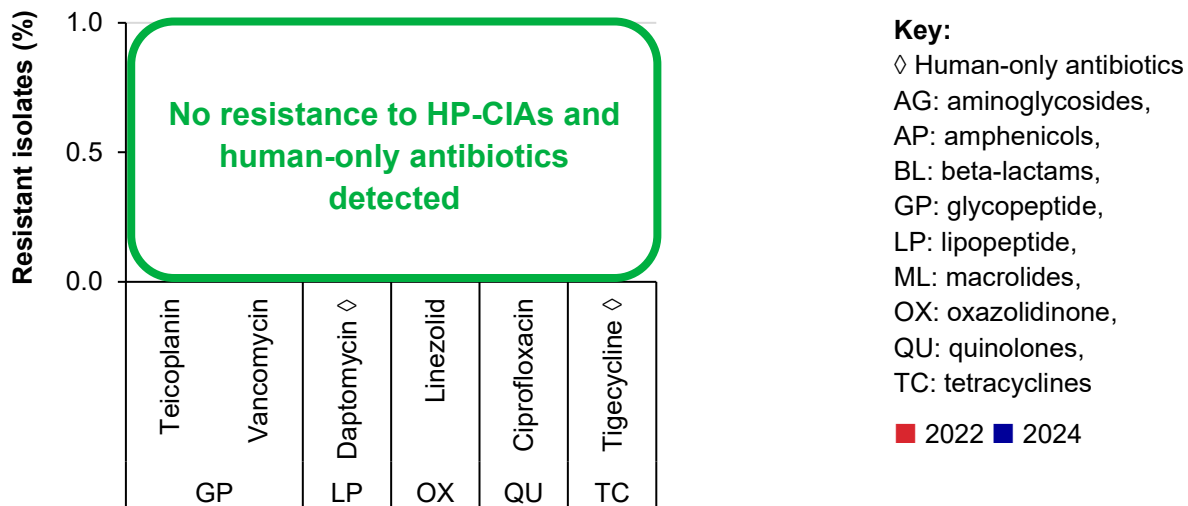 Resistant isolates (%)
1.0
0.5
0.0
No resistance to HP-CIAs and
human-only antibiotics
detected
Teicoplanin
Vancomycin
Daptomycin ◊
Linezolid
Ciprofloxacin
Tigecycline ◊
GP
LP
OX
QU
TC
Key:
◊ Human-only antibiotics
AG: aminoglycosides,
AP: amphenicols,
BL: beta-lactams,
GP: glycopeptide,
LP: lipopeptide,
ML: macrolides,
OX: oxazolidinone,
QU: quinolones,
TC: tetracyclines
2022 2024